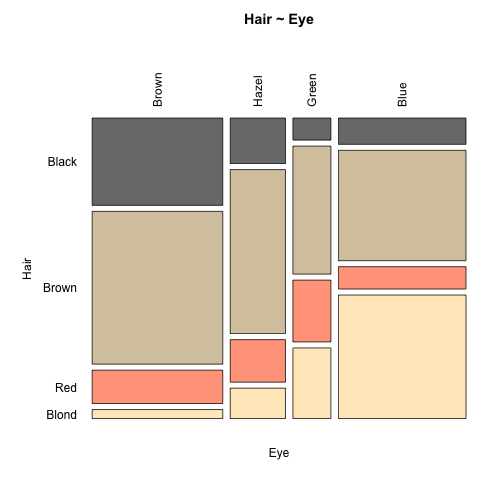 Hair ~ Eye
Brown
Hazel
Green
Blue
Black
Brown
Red
Blond
Hair
Eye